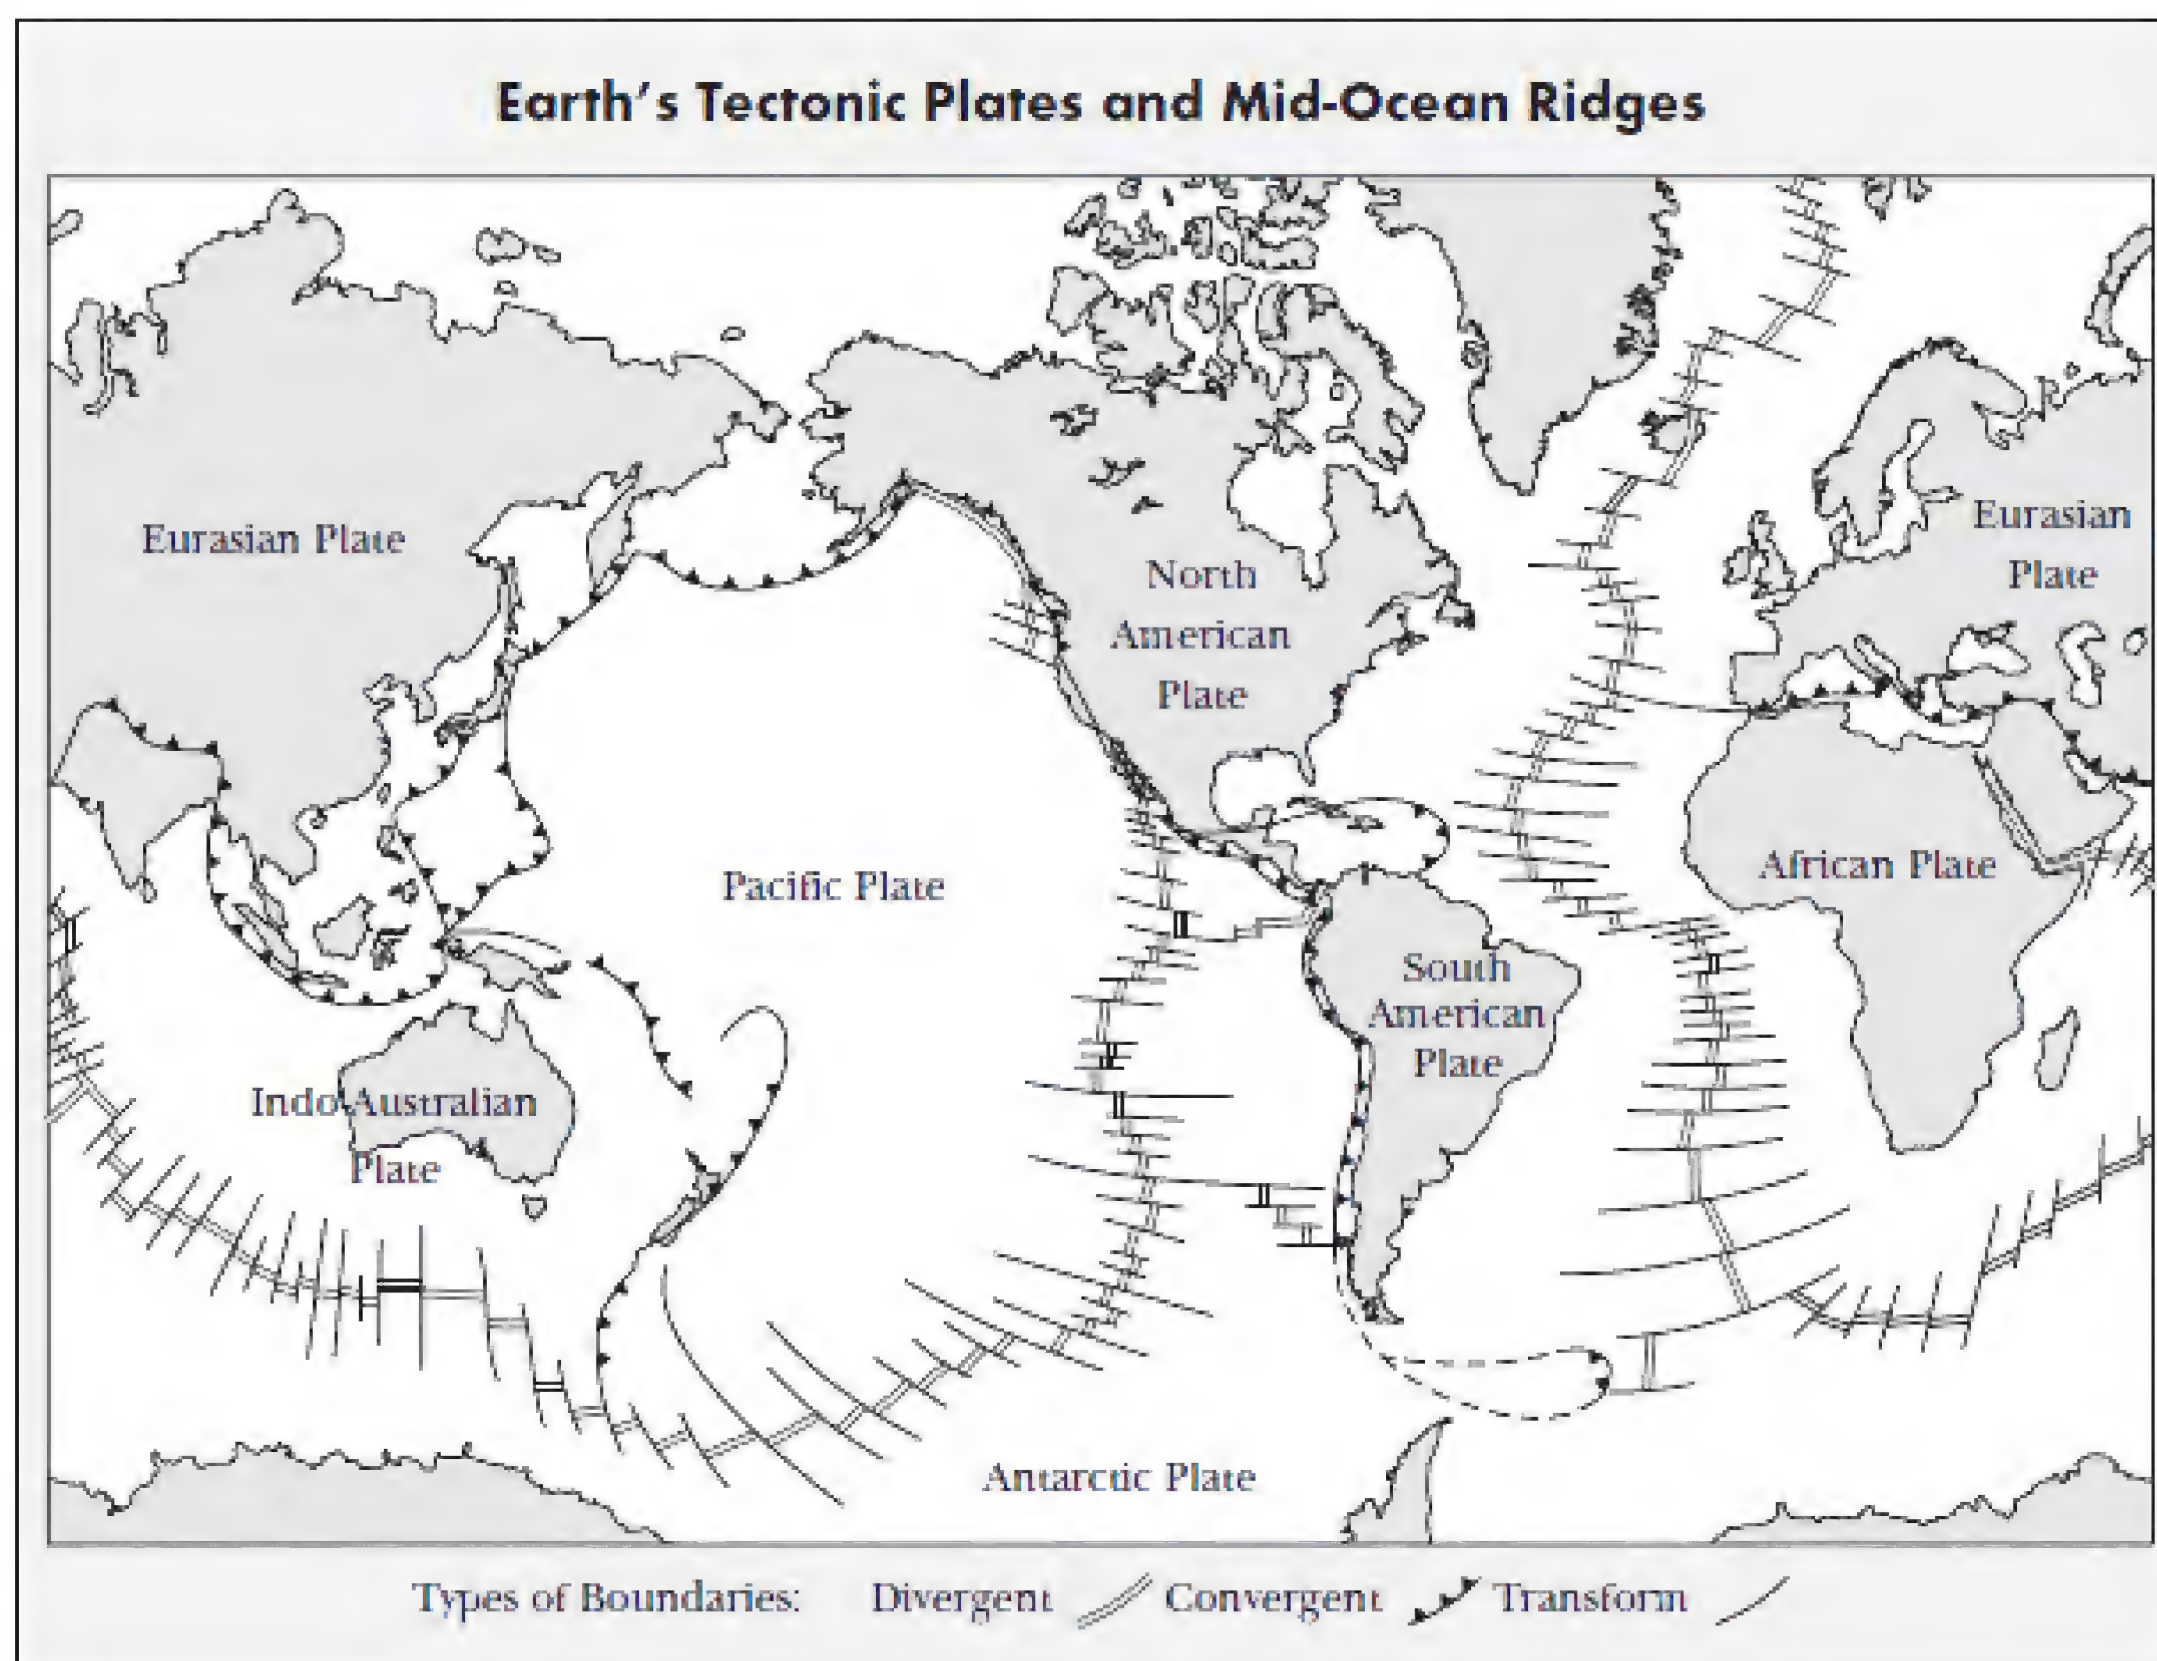 Earth's Tectonic Plates and Mid-Ocean Ridges
Eurasian Plate
North
American
Plate
Eurasian
Plate
Pacific Plate
African Plate
South
American
Plate
Indo-Australian
Plate
Antarctic Plate
Types of Boundaries: Divergent Convergent Transform